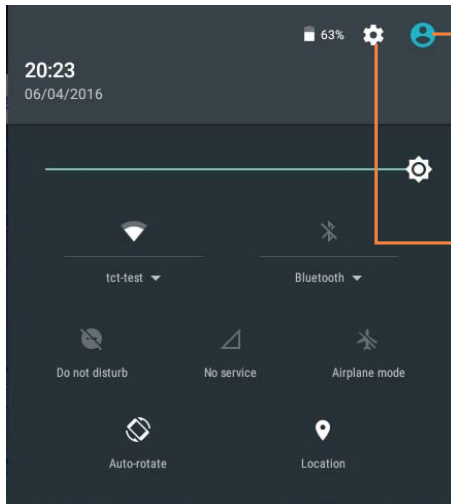 63%
20:23
06/04/2016
tct-test
Bluetooth
Do not disturb
No service
Airplane mode
Auto-rotate
Location